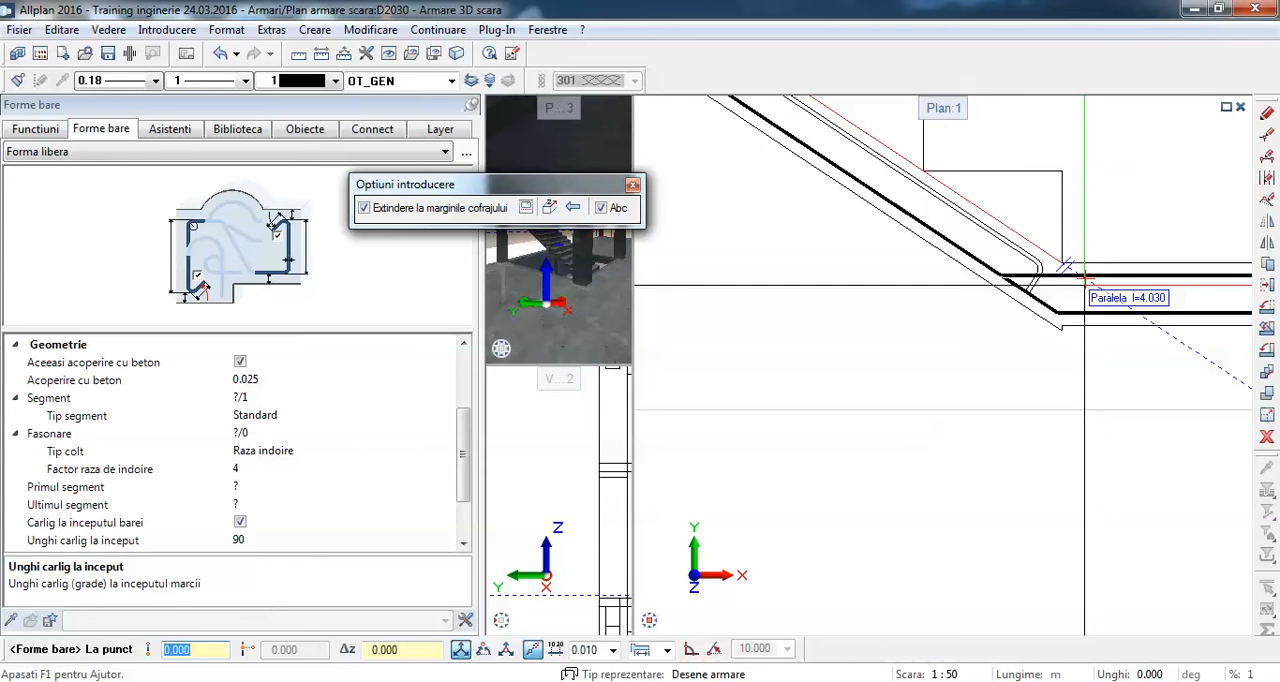 Allplan 2016 - Training inginerie 24.03.2016 - Armari/Plan armare scara:D2030 - Armare 3D scara
Fisier Editare Vedere Introducere Format Extras Creare Modificare Continuare Plug-In Ferestre ?
0.18 1 1 OT_GEN 301
Forme bare
Functiuni Forme bare Asistenti Biblioteca Obiecte Connect Layer
Forma libera ...
P...3
Plan:1
Optiuni introducere
Extindere la marginile cofrajului Abc
Paralela l=4.030
Geometrie
Aceeasi acoperire cu beton
Acoperire cu beton 0.025
Segment ?/1
Tip segment Standard
Fasonare ?/0
Tip colt Raza indoire
Factor raza de indoire 4
Primul segment ?
Ultimul segment ?
Carlig la inceputul barei
Unghi carlig la inceput 90
V...2
Z
Y
X
Y
X
Z
Y
X
Z
Unghi carlig la inceput
Unghi carlig (grade) la inceputul marcii
<Forme bare> La punct 0.000 0.000 Δz 0.000 0.010 10.000
Apasati F1 pentru Ajutor. Tip reprezentare: Desene armare Scara: 1 : 50 Lungime: m Unghi: 0.000 deg %: 1